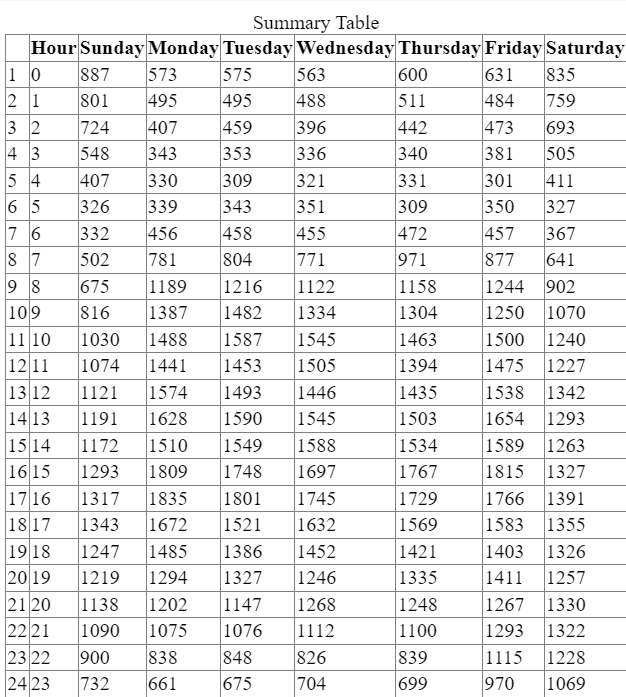 Summary Table
Hour Sunday Monday Tuesday Wednesday Thursday Friday Saturday
1 0 887 573 575 563 600 631 835
2 1 801 495 495 488 511 484 759
3 2 724 407 459 396 442 473 693
4 3 548 343 353 336 340 381 505
5 4 407 330 309 321 331 301 411
6 5 326 339 343 351 309 350 327
7 6 332 456 458 455 472 457 367
8 7 502 781 804 771 971 877 641
9 8 675 1189 1216 1122 1158 1244 902
10 9 816 1387 1482 1334 1304 1250 1070
11 10 1030 1488 1587 1545 1463 1500 1240
12 11 1074 1441 1453 1505 1394 1475 1227
13 12 1121 1574 1493 1446 1435 1538 1342
14 13 1191 1628 1590 1545 1503 1654 1293
15 14 1172 1510 1549 1588 1534 1589 1263
16 15 1293 1809 1748 1697 1767 1815 1327
17 16 1317 1835 1801 1745 1729 1766 1391
18 17 1343 1672 1521 1632 1569 1583 1355
19 18 1247 1485 1386 1452 1421 1403 1326
20 19 1219 1294 1327 1246 1335 1411 1257
21 20 1138 1202 1147 1268 1248 1267 1330
22 21 1090 1075 1076 1112 1100 1293 1322
23 22 900 838 848 826 839 1115 1228
24 23 732 661 675 704 699 970 1069